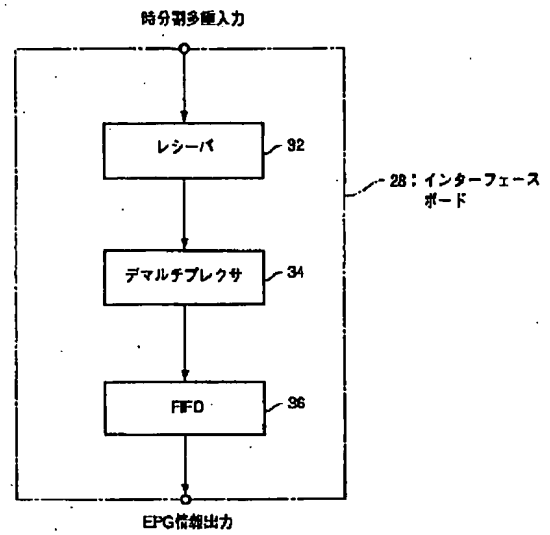 時分割多重入力
レシーバ
32
28：インターフェース
ボード
デマルチプレクサ
34
FIFO
36
EPG情報出力